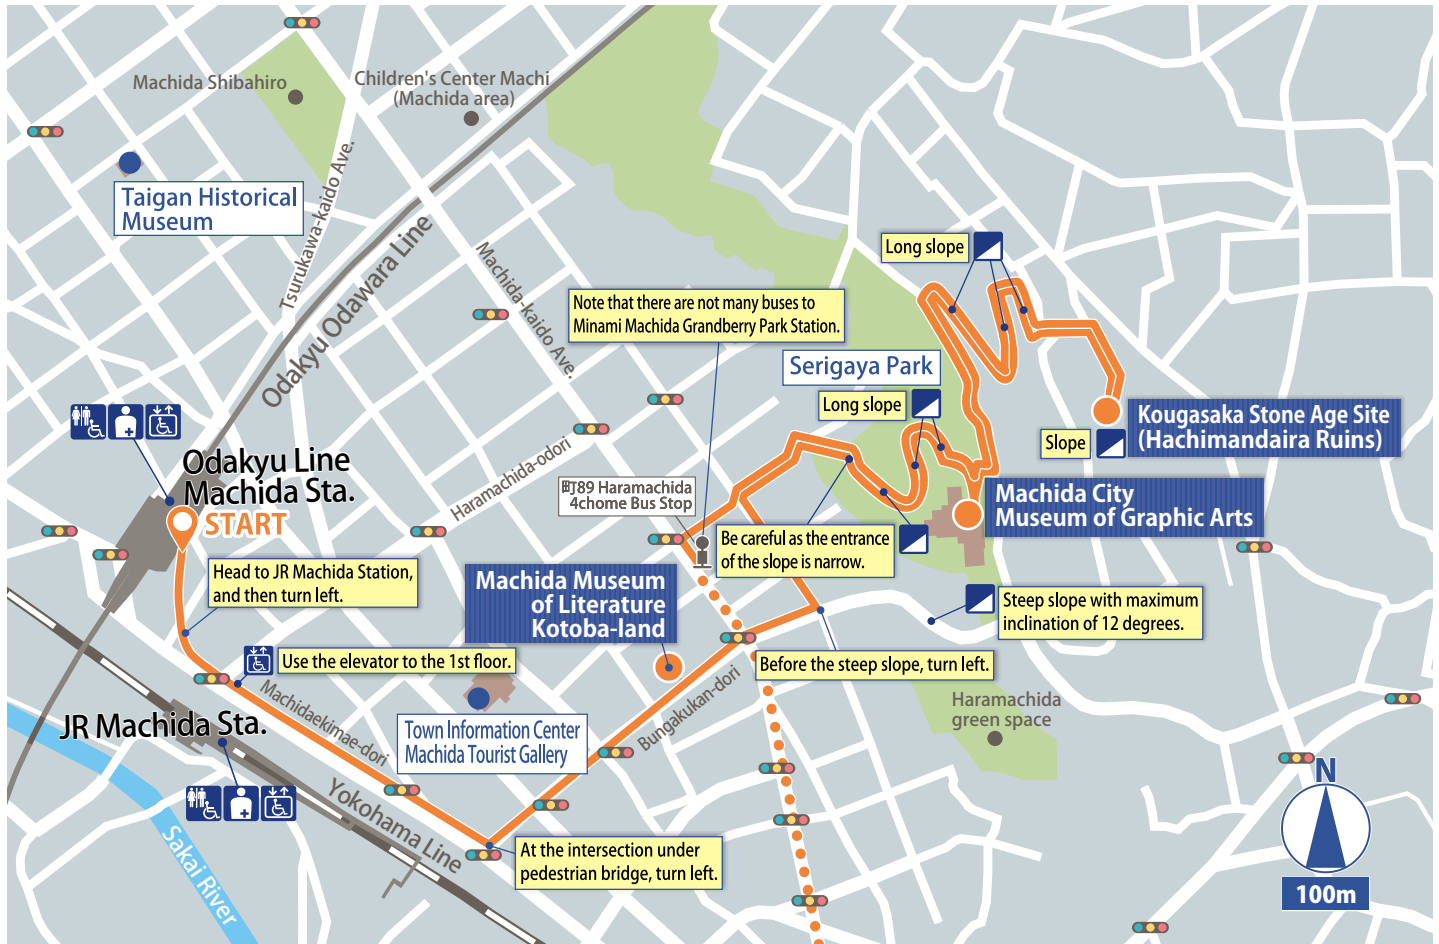 Machida Shibahiro
Children's Center Machi
(Machida area)
Taigan Historical
Museum
Tsurukawa-kaido Ave.
Odakyu Odawara Line
Machida-kaido Ave.
Long slope
Note that there are not many buses to
Minami Machida Grandberry Park Station.
Serigaya Park
Long slope
Kougasaka Stone Age Site
(Hachimandaira Ruins)
Slope
Odakyu Line
Machida Sta.
START
Haramachida-odori
町89 Haramachida
4chome Bus Stop
Machida City
Museum of Graphic Arts
Be careful as the entrance
of the slope is narrow.
Head to JR Machida Station,
and then turn left.
Machida Museum
of Literature
Kotoba-land
Steep slope with maximum
inclination of 12 degrees.
Use the elevator to the 1st floor.
Before the steep slope, turn left.
Machidaekimae-dori
Bungakukan-dori
Haramachida
green space
JR Machida Sta.
Town Information Center
Machida Tourist Gallery
Yokohama Line
Sakai River
At the intersection under
pedestrian bridge, turn left.
N
100m